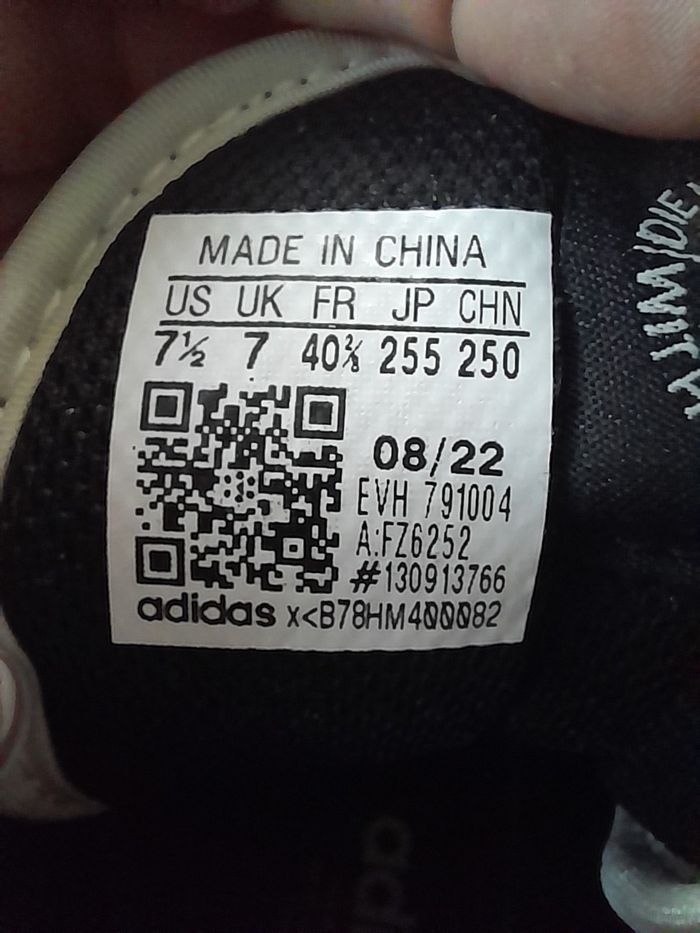 MADE IN CHINA
US UK FR JP CHN
7½ 7 40⅔ 255 250
08/22
EVH 791004
A:FZ6252
#130913766
adidas x<B78HM400082